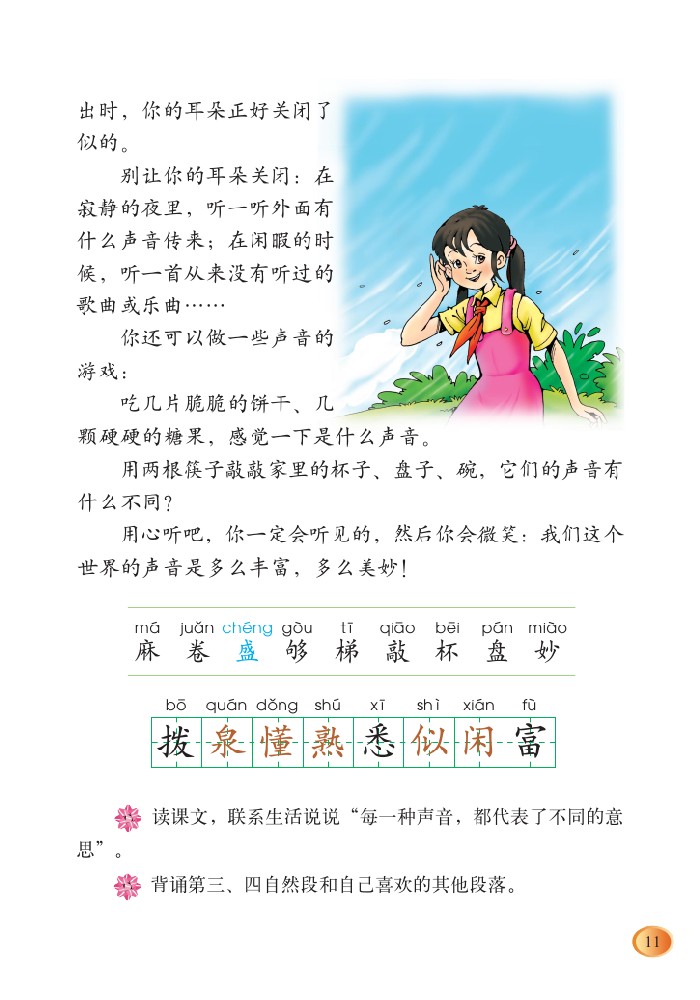 出时，你的耳朵正好关闭了
似的。
别让你的耳朵关闭：在
寂静的夜里，听一听外面有
什么声音传来；在闲暇的时
候，听一首从来没有听过的
歌曲或乐曲……
你还可以做一些声音的
游戏：
吃几片脆脆的饼干、几
颗硬硬的糖果，感觉一下是什么声音。
用两根筷子敲敲家里的杯子、盘子、碗，它们的声音有
什么不同？
用心听吧，你一定会听见的，然后你会微笑：我们这个
世界的声音是多么丰富，多么美妙！
má juǎn chéng gòu tī qiāo bēi pán miào
麻 卷 盛 够 梯 敲 杯 盘 妙
bō quán dǒng shú xī shì xián fù
拨 泉 懂 熟 悉 似 闲 富
读课文，联系生活说说“每一种声音，都代表了不同的意
思”。
背诵第三、四自然段和自己喜欢的其他段落。
11